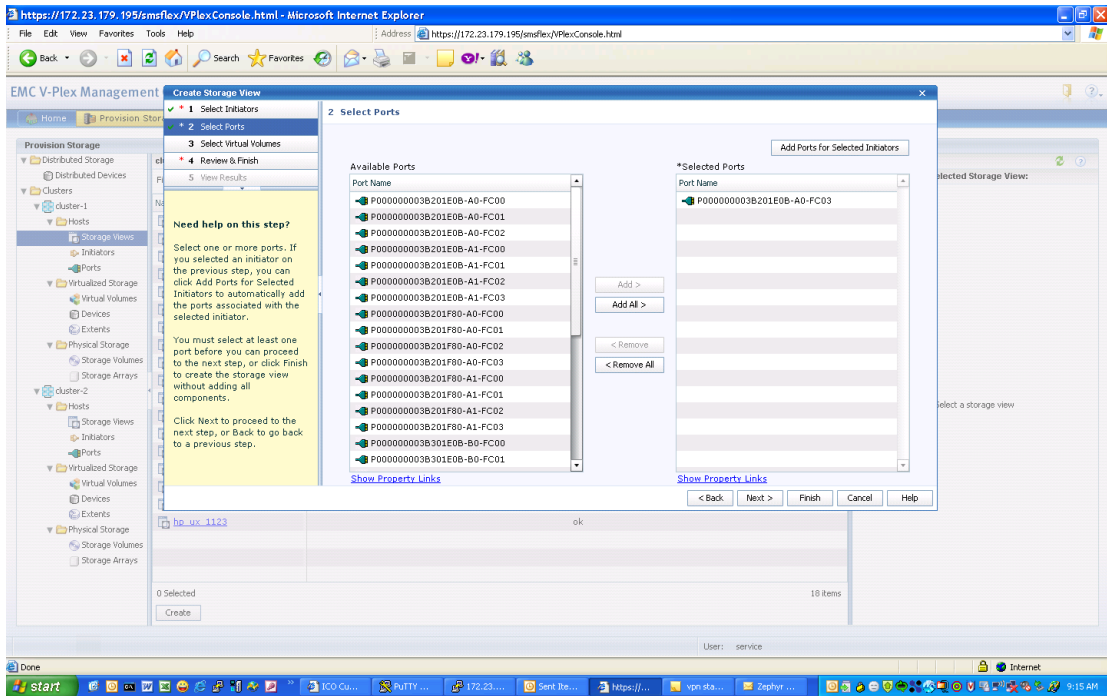 https://172.23.179.195/smsflex/VPlexConsole.html - Microsoft Internet Explorer
File Edit View Favorites Tools Help
Address https://172.23.179.195/smsflex/VPlexConsole.html
Back Search Favorites
EMC V-Plex Management
Home Provision Stor
Provision Storage
Distributed Storage
Distributed Devices
Clusters
cluster-1
Hosts
Storage Views
Initiators
Ports
Virtualized Storage
Virtual Volumes
Devices
Extents
Physical Storage
Storage Volumes
Storage Arrays
cluster-2
Hosts
Storage Views
Initiators
Ports
Virtualized Storage
Virtual Volumes
Devices
Extents
Physical Storage
Storage Volumes
Storage Arrays
Create Storage View
* 1 Select Initiators
* 2 Select Ports
3 Select Virtual Volumes
* 4 Review & Finish
5 View Results
Need help on this step?
Select one or more ports. If
you selected an initiator on
the previous step, you can
click Add Ports for Selected
Initiators to automatically add
the ports associated with the
selected initiator.
You must select at least one
port before you can proceed
to the next step, or click Finish
to create the storage view
without adding all
components.
Click Next to proceed to the
next step, or Back to go back
to a previous step.
2 Select Ports
Add Ports for Selected Initiators
Available Ports
Port Name
P000000003B201E0B-A0-FC00
P000000003B201E0B-A0-FC01
P000000003B201E0B-A0-FC02
P000000003B201E0B-A1-FC00
P000000003B201E0B-A1-FC01
P000000003B201E0B-A1-FC02
P000000003B201E0B-A1-FC03
P000000003B201F80-A0-FC00
P000000003B201F80-A0-FC01
P000000003B201F80-A0-FC02
P000000003B201F80-A0-FC03
P000000003B201F80-A1-FC00
P000000003B201F80-A1-FC01
P000000003B201F80-A1-FC02
P000000003B201F80-A1-FC03
P000000003B301E0B-B0-FC00
P000000003B301E0B-B0-FC01
Show Property Links
Add >
Add All >
< Remove
< Remove All
*Selected Ports
Port Name
P000000003B201E0B-A0-FC03
Show Property Links
< Back Next > Finish Cancel Help
elected Storage View:
Select a storage view
hp_ux_1123 ok
0 Selected 18 items
Create
User: service
Done Internet
start ICO Cu... PuTTY ... 172.23.... Sent Ite... https://... vpn sta... Zephyr ... 9:15 AM